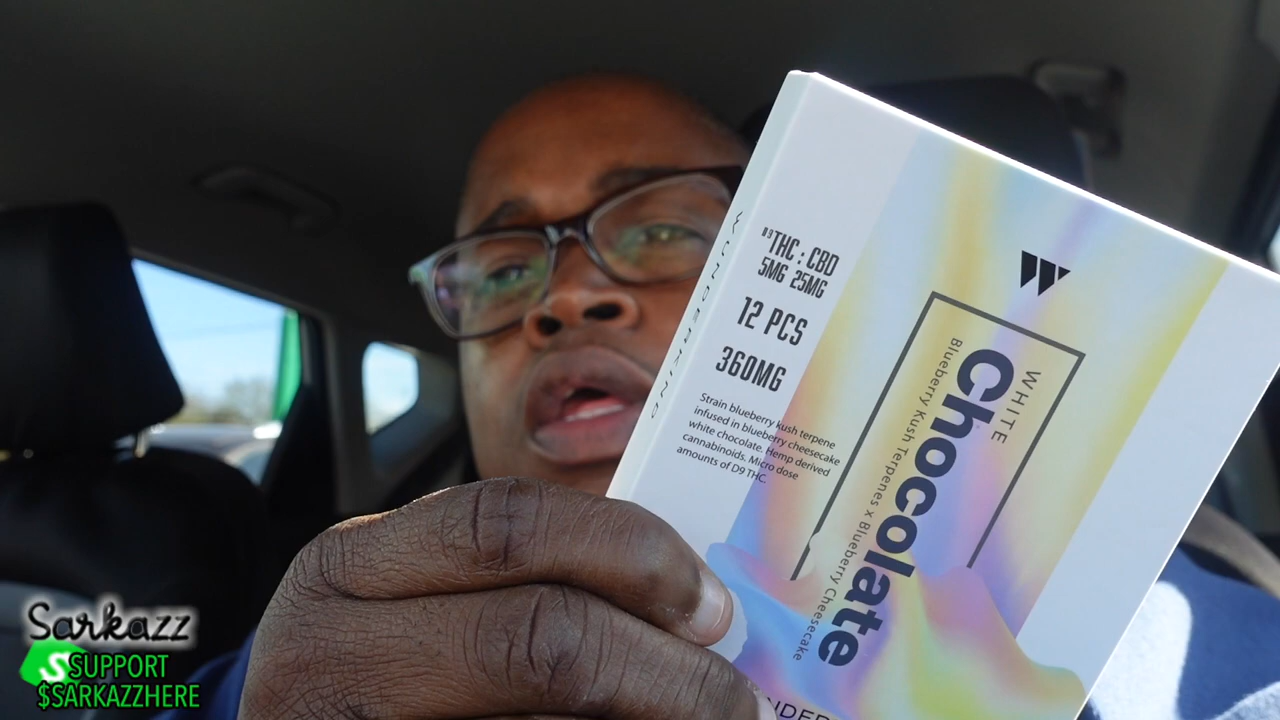 WUNDERKIND
D9THC : CBD
5MG 25MG
12 PCS
360MG
Strain blueberry kush terpene
infused in blueberry cheesecake
white chocolate. Hemp derived
cannabinoids. Micro dose
amounts of D9 THC.
WHITE
Chocolate
Blueberry Kush Terpenes x Blueberry Cheesecake
Sarkazz
SUPPORT
$SARKAZZHERE